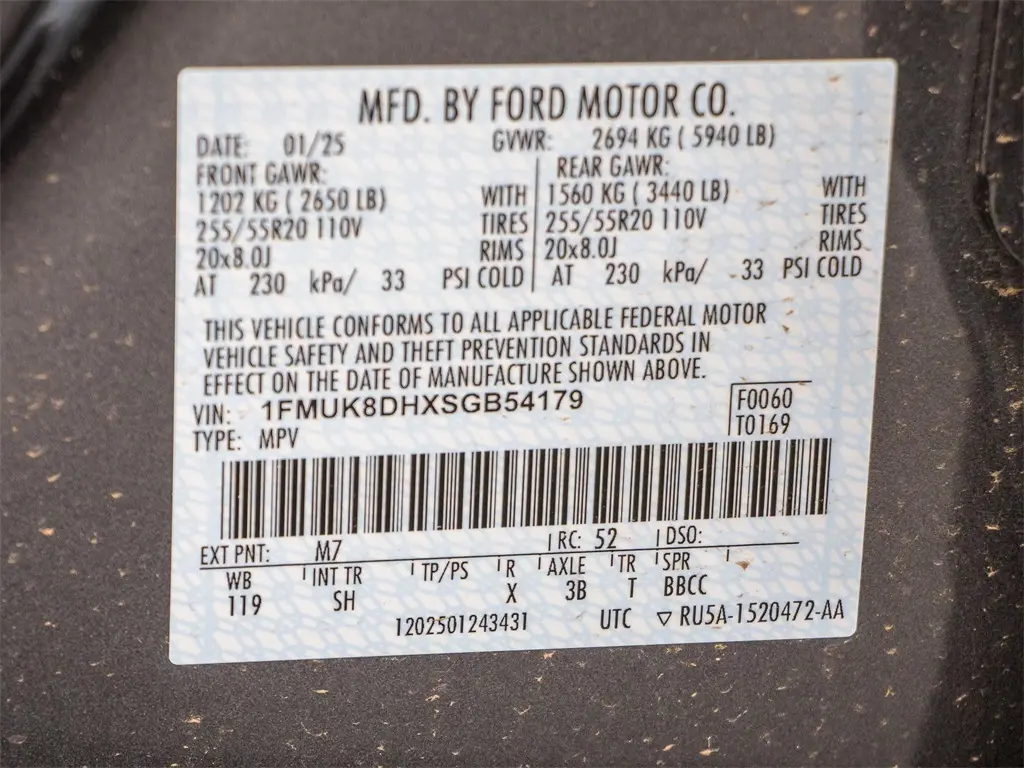 MFD. BY FORD MOTOR CO.
DATE: 01/25 GVWR: 2694 KG ( 5940 LB)
FRONT GAWR: REAR GAWR:
1202 KG ( 2650 LB) WITH 1560 KG ( 3440 LB) WITH
255/55R20 110V TIRES 255/55R20 110V TIRES
20x8.0J RIMS 20x8.0J RIMS
AT 230 kPa/ 33 PSI COLD AT 230 kPa/ 33 PSI COLD
THIS VEHICLE CONFORMS TO ALL APPLICABLE FEDERAL MOTOR
VEHICLE SAFETY AND THEFT PREVENTION STANDARDS IN
EFFECT ON THE DATE OF MANUFACTURE SHOWN ABOVE.
VIN: 1FMUK8DHXSGB54179 F0060
TYPE: MPV T0169
EXT PNT: M7 RC: 52 DSO:
WB INT TR TP/PS R AXLE TR SPR
119 SH X 3B T BBCC
1202501243431 UTC ▽ RU5A-1520472-AA